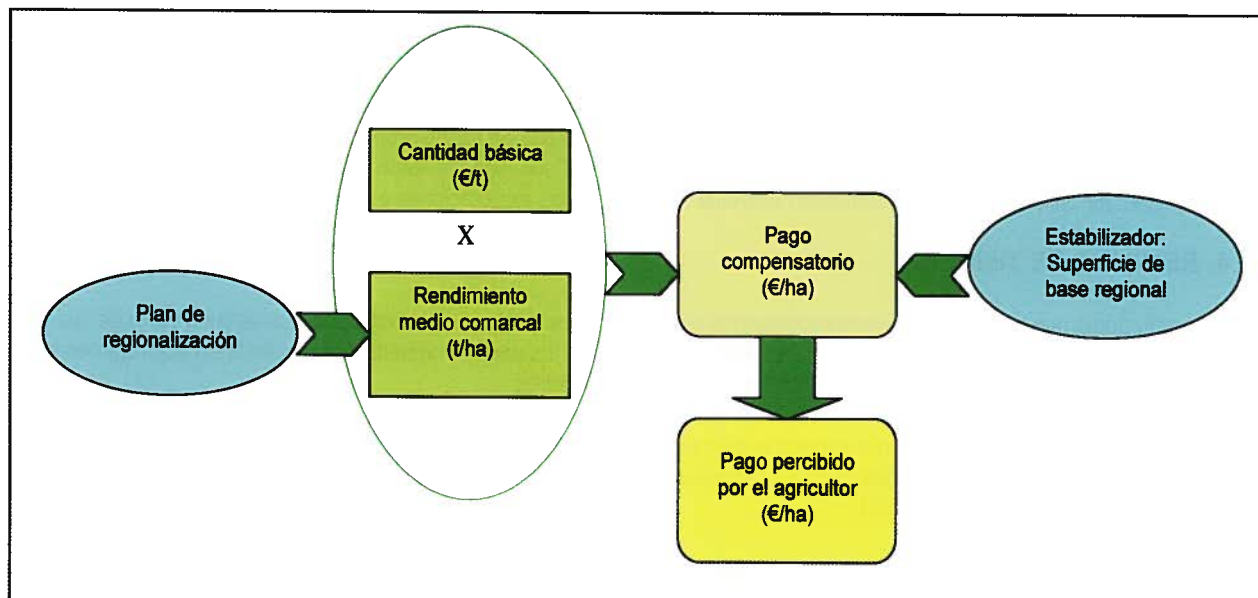 Cantidad básica
(€/t)
X
Rendimiento
medio comarcal
(t/ha)
Plan de
regionalización
Pago
compensatorio
(€/ha)
Estabilizador:
Superficie de
base regional
Pago percibido
por el agricultor
(€/ha)